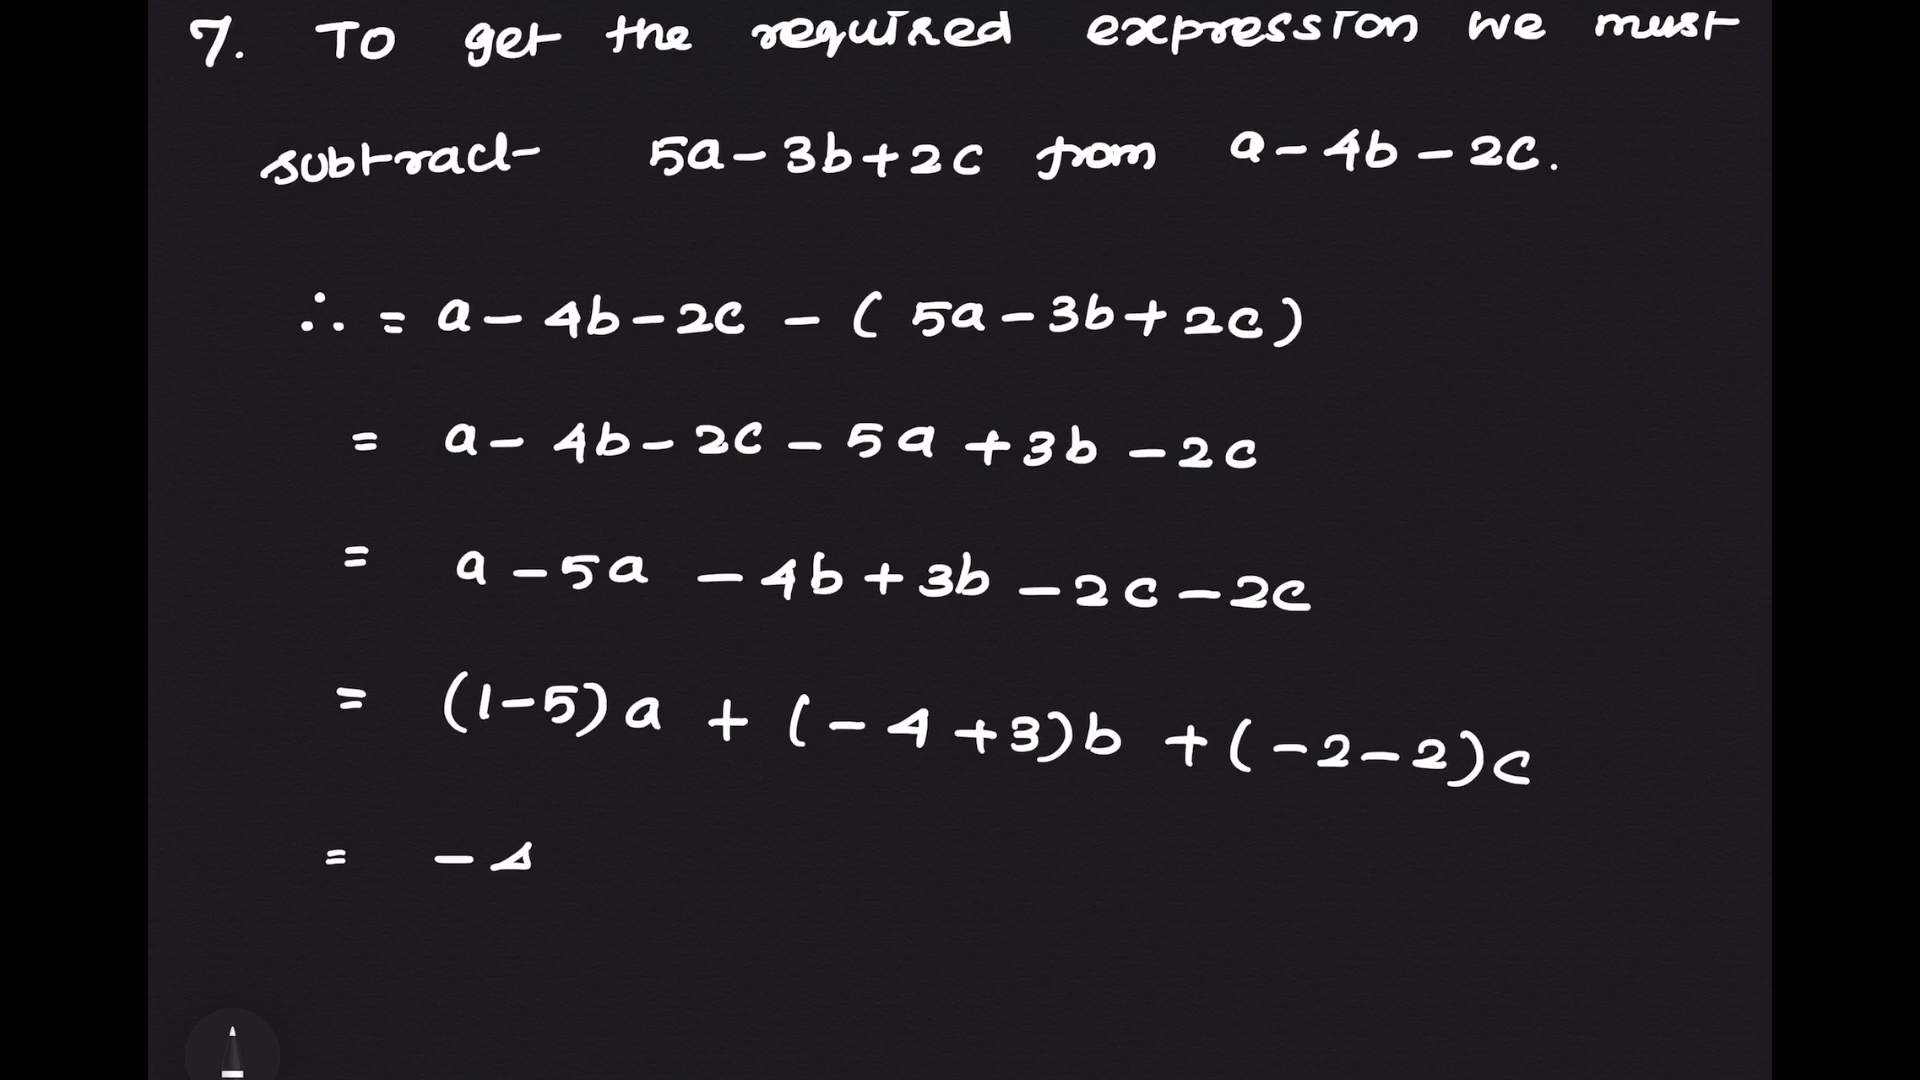 7. To get the required expression we must
subtract 5a - 3b + 2c from a - 4b - 2c.
∴ = a - 4b - 2c - ( 5a - 3b + 2c )
= a - 4b - 2c - 5a + 3b - 2c
= a - 5a - 4b + 3b - 2c - 2c
= (1-5)a + (-4+3)b + (-2-2)c
= - 4